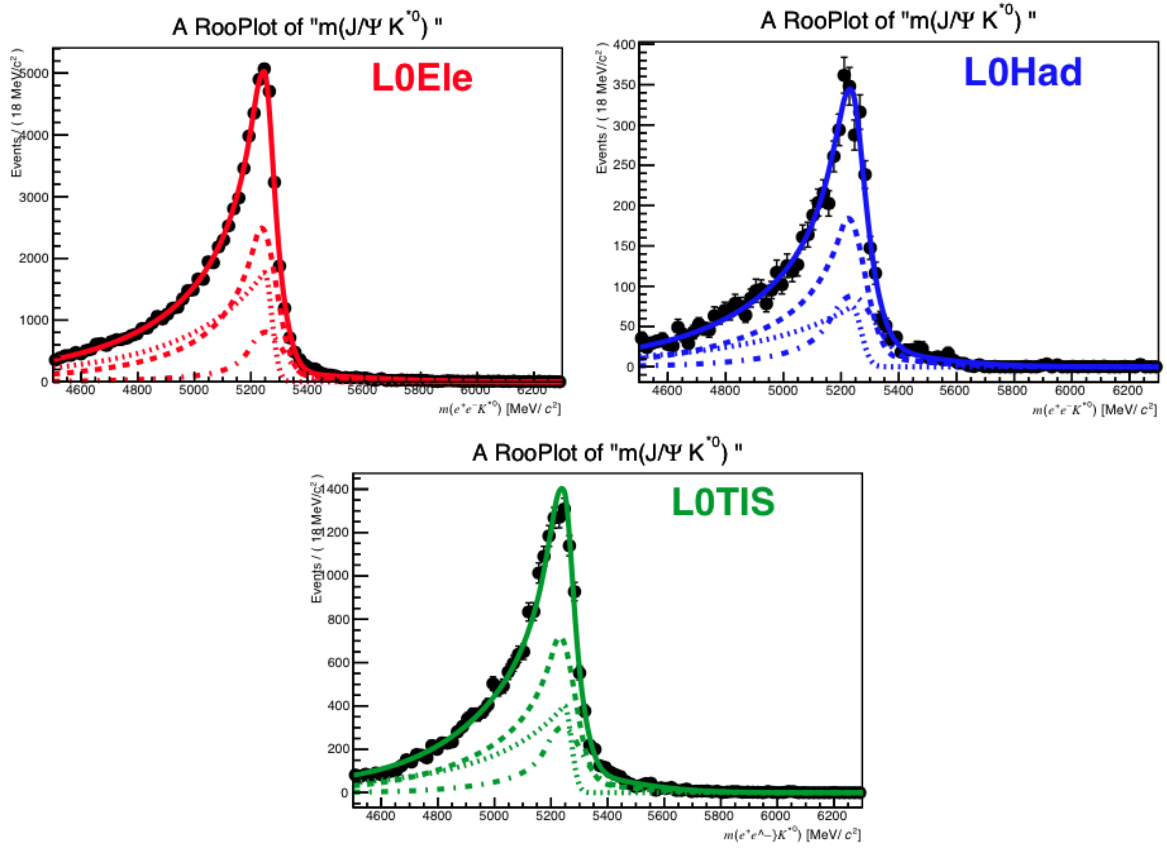 A RooPlot of "m(J/Ψ K*0) "
L0Ele
Events / ( 18 MeV/c²)
5000
4000
3000
2000
1000
0
4600 4800 5000 5200 5400 5600 5800 6000 6200
m(e⁺e⁻K*⁰) [MeV/c²]
A RooPlot of "m(J/Ψ K*0) "
L0Had
Events / ( 18 MeV/c²)
400
350
300
250
200
150
100
50
0
4600 4800 5000 5200 5400 5600 5800 6000 6200
m(e⁺e⁻K*⁰) [MeV/c²]
A RooPlot of "m(J/Ψ K*0) "
L0TIS
Events / ( 18 MeV/c²)
1400
1200
1000
800
600
400
200
0
4600 4800 5000 5200 5400 5600 5800 6000 6200
m(e⁺e^-}K*⁰) [MeV/c²]